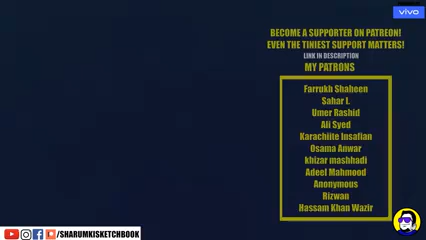 vivo
BECOME A SUPPORTER ON PATREON!
EVEN THE TINIEST SUPPORT MATTERS!
LINK IN DESCRIPTION
MY PATRONS
Farrukh Shaheen
Sahar I.
Umer Rashid
Ali Syed
Karachiite Insafian
Osama Anwar
khizar mashhadi
Adeel Mahmood
Anonymous
Rizwan
Hassam Khan Wazir
/SHARUMKISKETCHBOOK